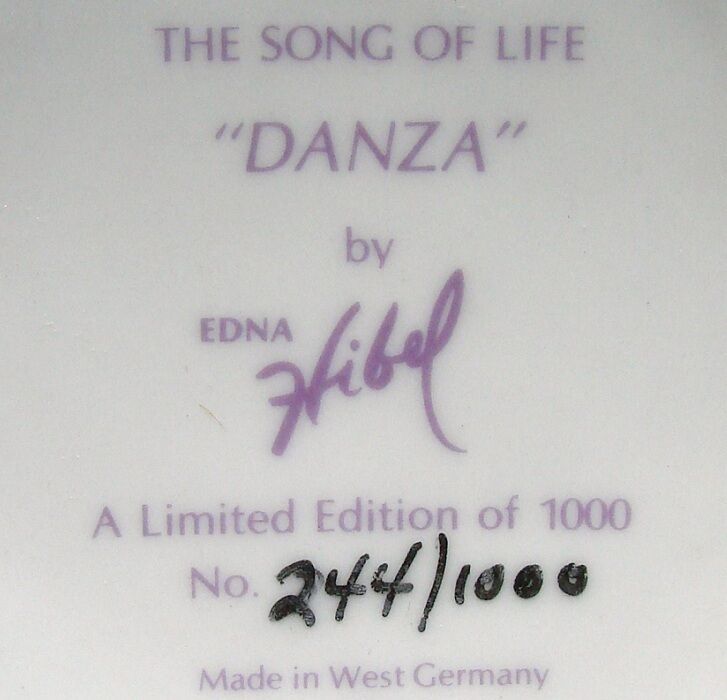 THE SONG OF LIFE
"DANZA"
by
EDNA Hibel
A Limited Edition of 1000
No. 244/1000
Made in West Germany